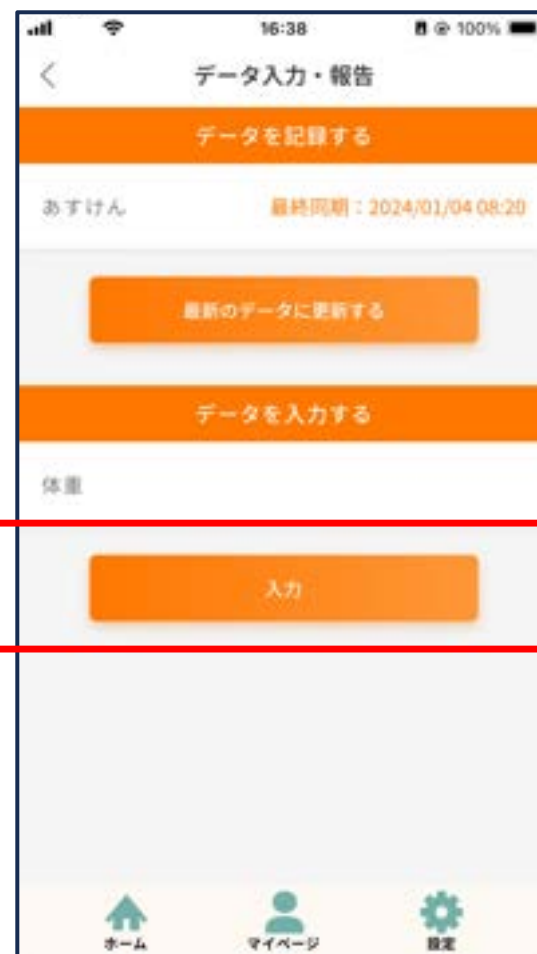 16:38
100%
データ入力・報告
データを記録する
あすけん 最終同期：2024/01/04 08:20
最新のデータに更新する
データを入力する
体重
入力
ホーム マイページ 設定